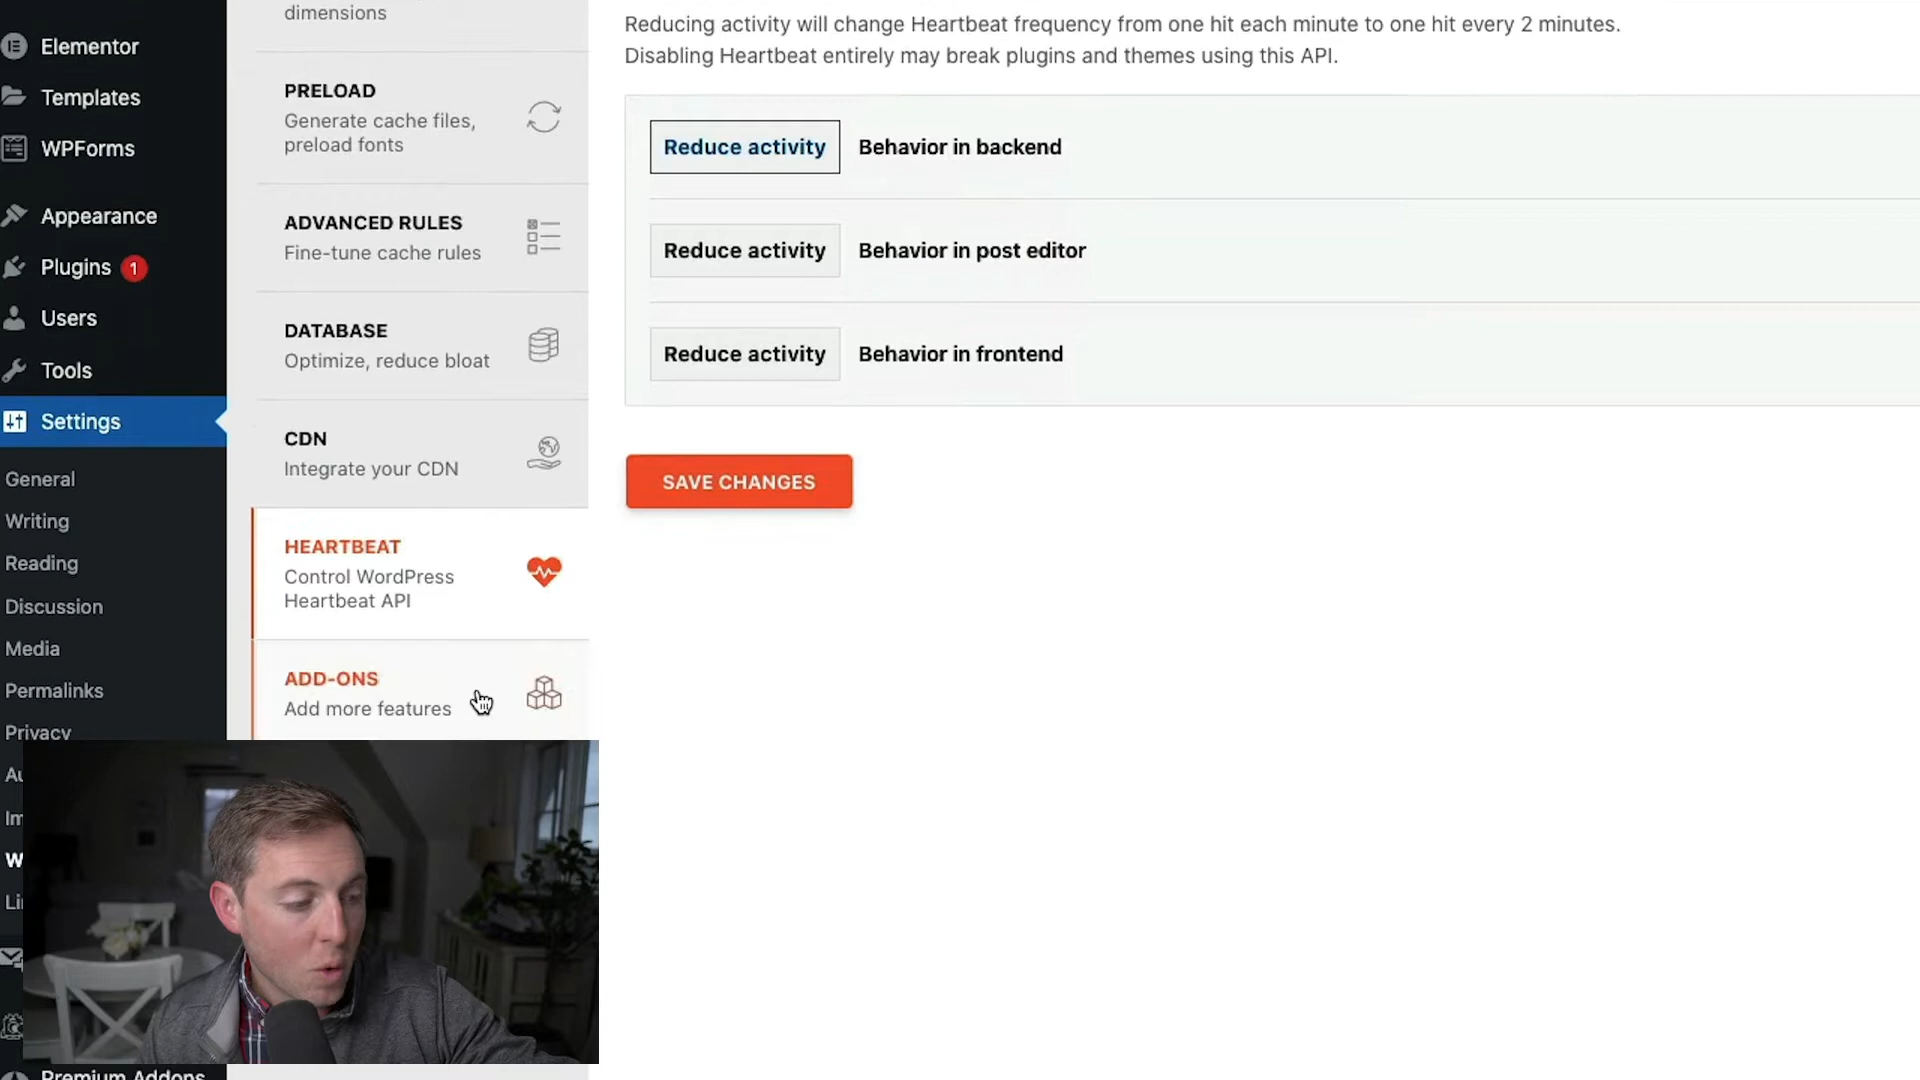 Elementor
Templates
WPForms
Appearance
Plugins 1
Users
Tools
Settings
General
Writing
Reading
Discussion
Media
Permalinks
Privacy
Premium Addons
dimensions
PRELOAD
Generate cache files,
preload fonts
ADVANCED RULES
Fine-tune cache rules
DATABASE
Optimize, reduce bloat
CDN
Integrate your CDN
HEARTBEAT
Control WordPress
Heartbeat API
ADD-ONS
Add more features
Reducing activity will change Heartbeat frequency from one hit each minute to one hit every 2 minutes.
Disabling Heartbeat entirely may break plugins and themes using this API.
Reduce activity Behavior in backend
Reduce activity Behavior in post editor
Reduce activity Behavior in frontend
SAVE CHANGES